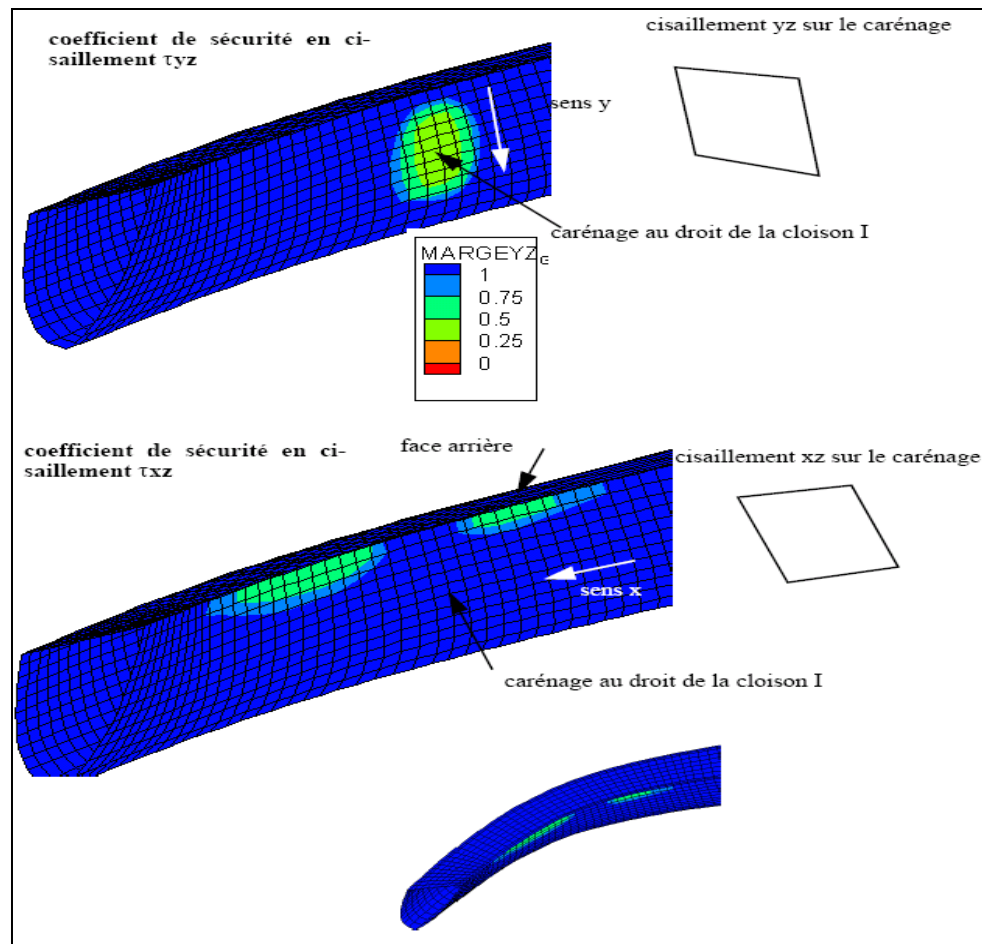 coefficient de sécurité en ci-
saillement τyz
cisaillement yz sur le carénage
sens y
carénage au droit de la cloison I
MARGEYZ
1
0.75
0.5
0.25
0
coefficient de sécurité en ci-
saillement τxz
face arrière
cisaillement xz sur le carénage
sens x
carénage au droit de la cloison I